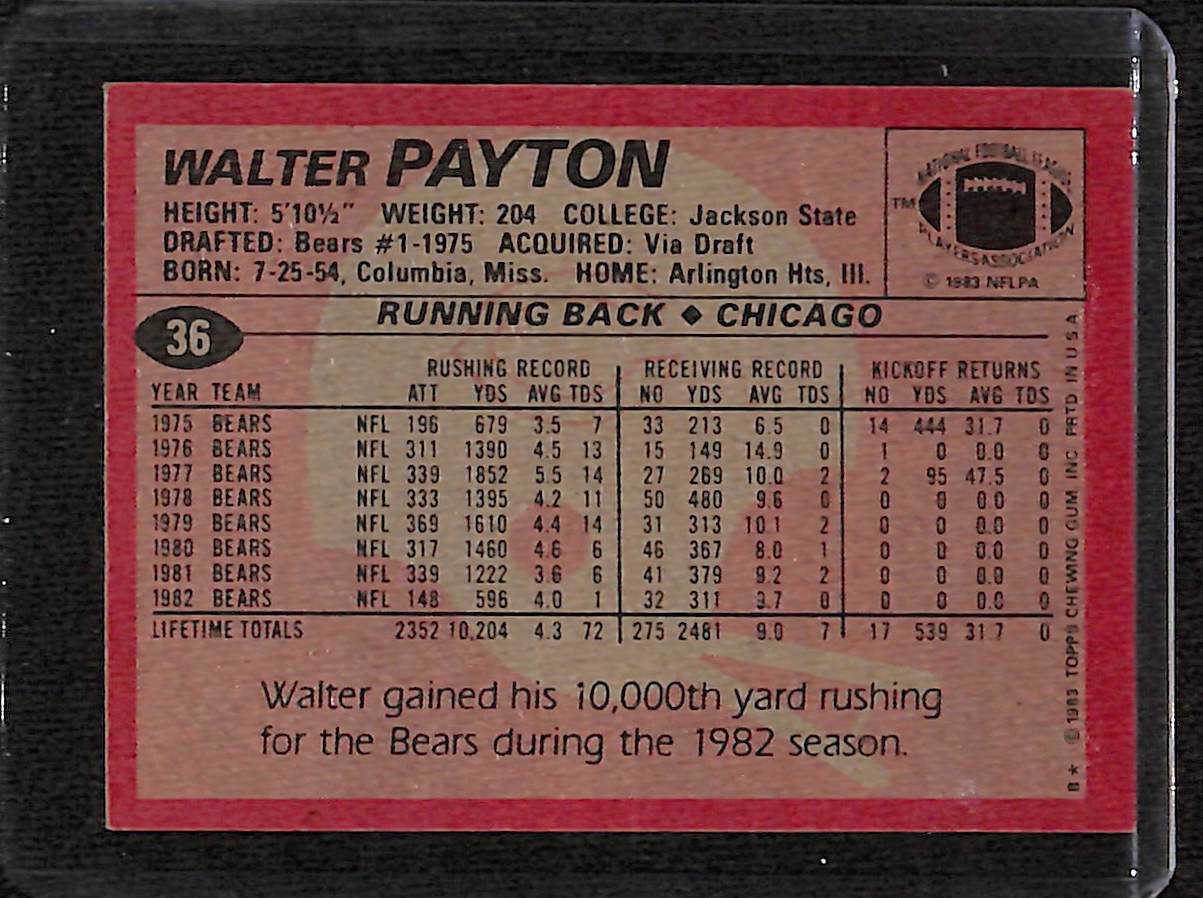 WALTER PAYTON
HEIGHT: 5'10½" WEIGHT: 204 COLLEGE: Jackson State
DRAFTED: Bears #1-1975 ACQUIRED: Via Draft
BORN: 7-25-54, Columbia, Miss. HOME: Arlington Hts, Ill.
NATIONAL FOOTBALL LEAGUE
TM
PLAYERS ASSOCIATION
© 1983 NFLPA
RUNNING BACK ◆ CHICAGO
36
RUSHING RECORD RECEIVING RECORD KICKOFF RETURNS
YEAR TEAM ATT YDS AVG TDS NO YDS AVG TDS NO YDS AVG TDS
1975 BEARS NFL 196 679 3.5 7 33 213 6.5 0 14 444 31.7 0
1976 BEARS NFL 311 1390 4.5 13 15 149 14.9 0 1 0 0.0 0
1977 BEARS NFL 339 1852 5.5 14 27 269 10.0 2 2 95 47.5 0
1978 BEARS NFL 333 1395 4.2 11 50 480 9.6 0 0 0 0.0 0
1979 BEARS NFL 369 1610 4.4 14 31 313 10.1 2 0 0 0.0 0
1980 BEARS NFL 317 1460 4.6 6 46 367 8.0 1 0 0 0.0 0
1981 BEARS NFL 339 1222 3.6 6 41 379 9.2 2 0 0 0.0 0
1982 BEARS NFL 148 596 4.0 1 32 311 9.7 0 0 0 0.0 0
LIFETIME TOTALS 2352 10,204 4.3 72 275 2481 9.0 7 17 539 31.7 0
Walter gained his 10,000th yard rushing
for the Bears during the 1982 season.
B* © 1983 TOPPS CHEWING GUM INC PRTD IN U S A